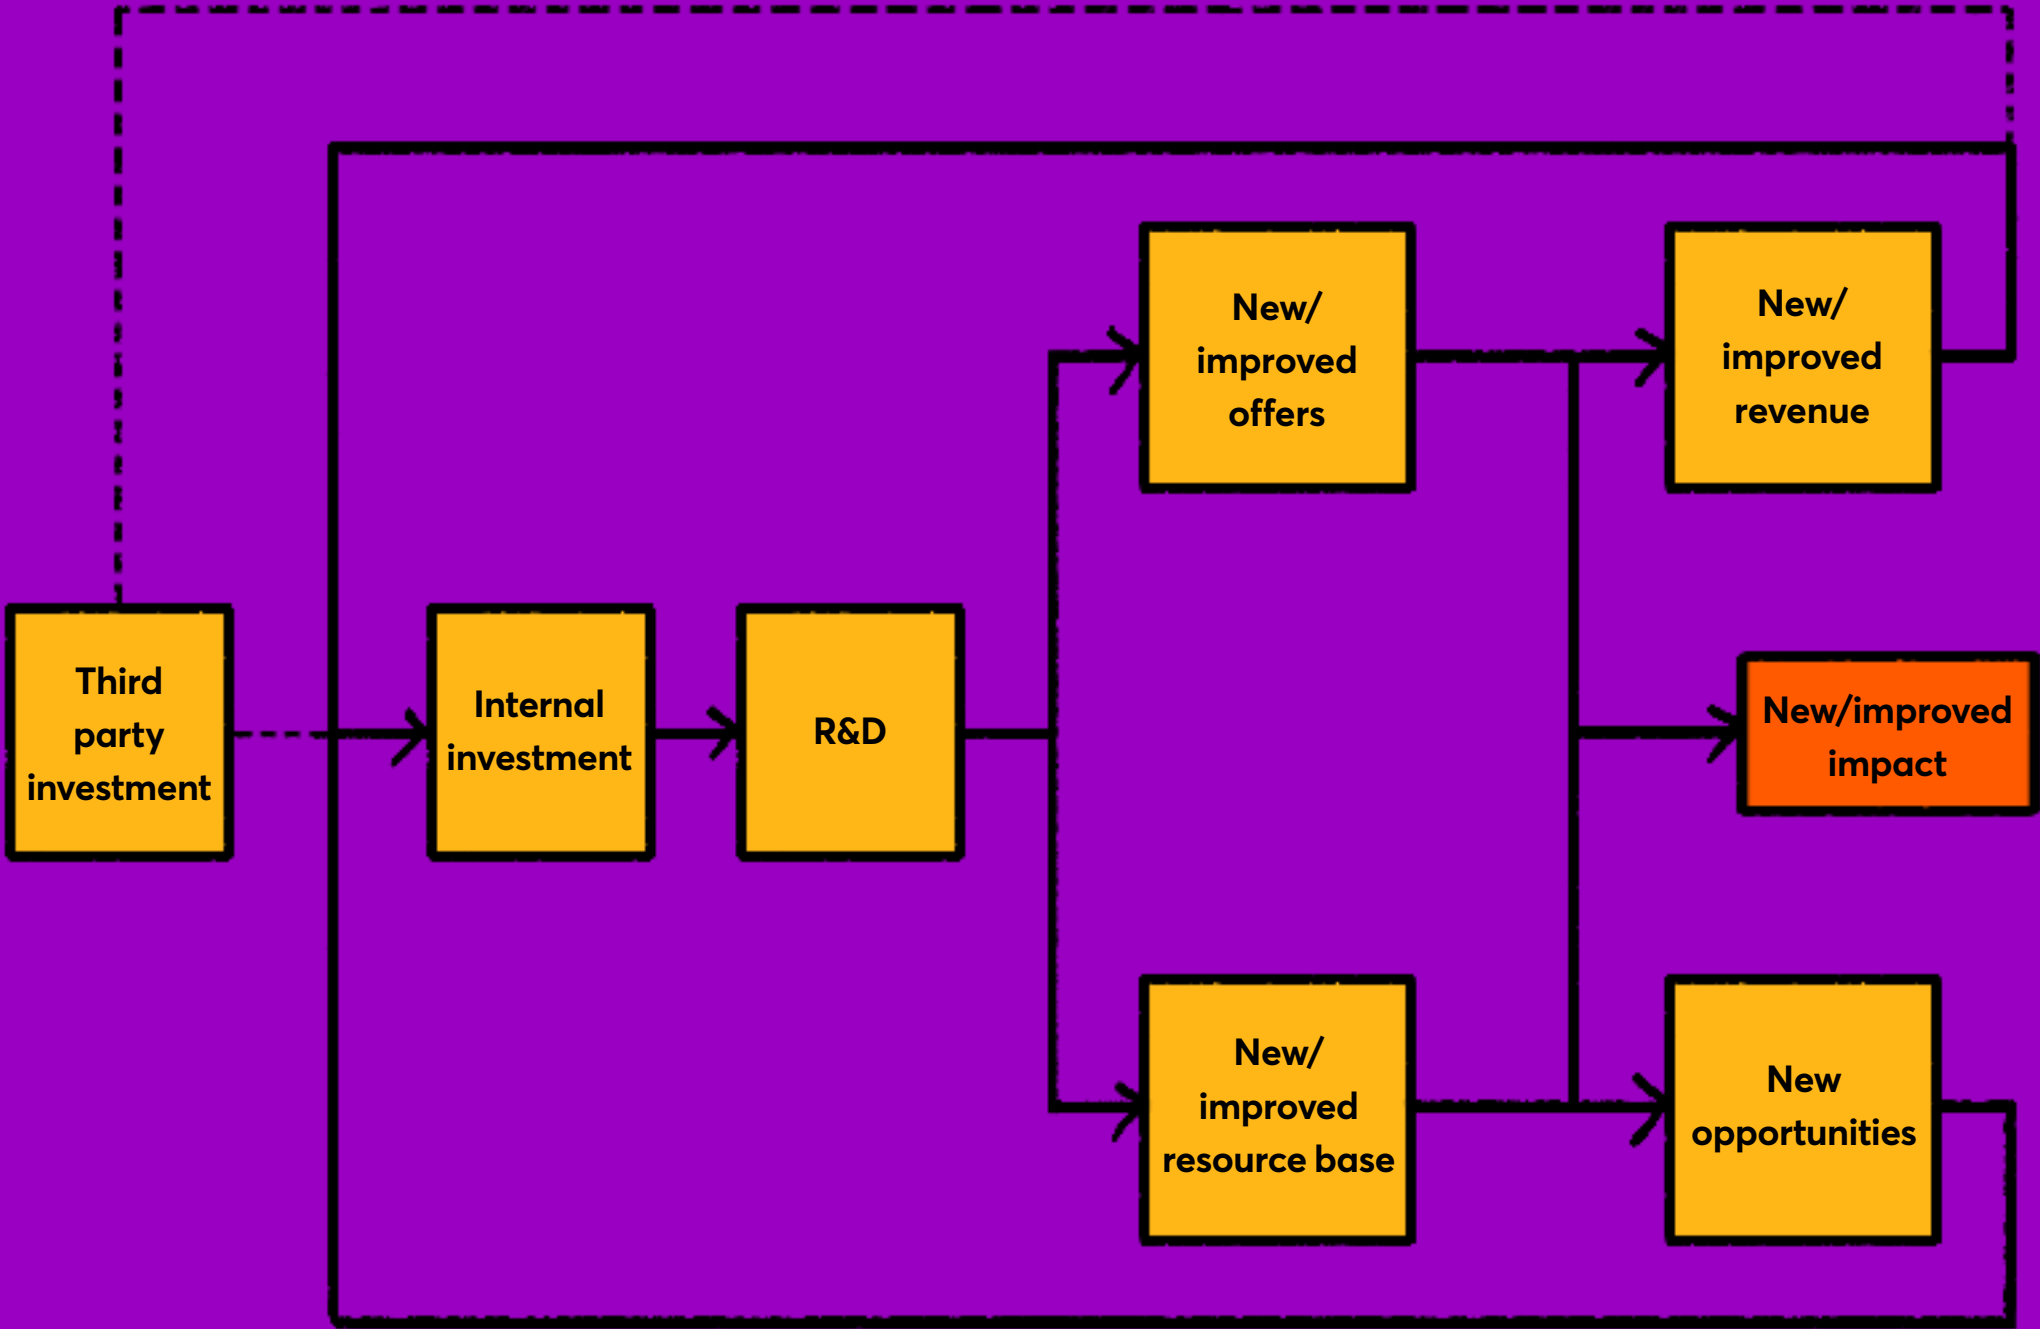 New/
improved
offers
New/
improved
revenue
Third
party
investment
Internal
investment
R&D
New/improved
impact
New/
improved
resource base
New
opportunities